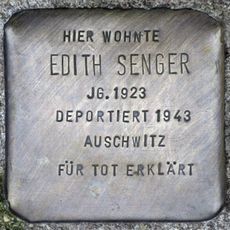 HIER WOHNTE
EDITH SENGER
JG. 1923
DEPORTIERT 1943
AUSCHWITZ
FÜR TOT ERKLÄRT